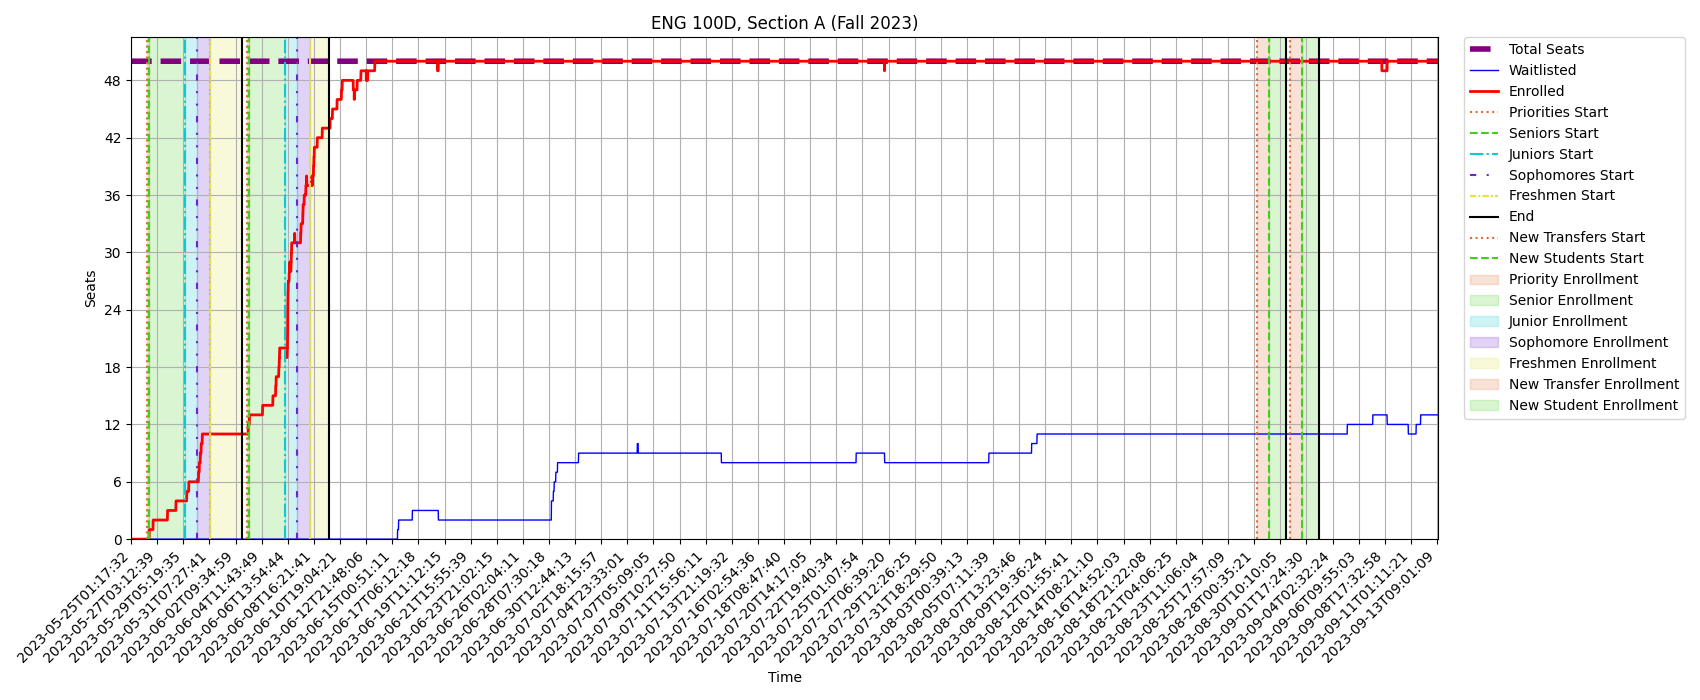 ENG 100D, Section A (Fall 2023)
Seats
48
42
36
30
24
18
12
6
0
2023-05-25T01:17:32
2023-05-27T03:12:39
2023-05-29T05:19:35
2023-05-31T07:27:41
2023-06-02T09:34:59
2023-06-04T11:43:49
2023-06-06T13:54:44
2023-06-08T16:21:41
2023-06-10T19:04:21
2023-06-12T21:48:06
2023-06-15T00:51:11
2023-06-17T06:12:18
2023-06-19T11:12:15
2023-06-21T15:55:39
2023-06-23T21:02:15
2023-06-26T02:04:11
2023-06-28T07:30:18
2023-06-30T12:44:13
2023-07-02T18:15:57
2023-07-04T23:33:01
2023-07-07T05:09:05
2023-07-09T10:27:50
2023-07-11T15:56:11
2023-07-13T21:19:32
2023-07-16T02:54:36
2023-07-18T08:47:40
2023-07-20T14:17:05
2023-07-22T19:40:34
2023-07-25T01:07:54
2023-07-27T06:39:20
2023-07-29T12:26:25
2023-07-31T18:29:50
2023-08-03T00:39:13
2023-08-05T07:11:39
2023-08-07T13:23:46
2023-08-09T19:36:24
2023-08-12T01:55:41
2023-08-14T08:21:10
2023-08-16T14:52:03
2023-08-18T21:22:08
2023-08-21T04:06:25
2023-08-23T11:06:04
2023-08-25T17:57:09
2023-08-28T00:35:21
2023-08-30T10:10:05
2023-09-01T17:24:30
2023-09-04T02:32:24
2023-09-06T09:55:03
2023-09-08T17:32:58
2023-09-11T01:11:21
2023-09-13T09:01:09
Time
Total Seats
Waitlisted
Enrolled
Priorities Start
Seniors Start
Juniors Start
Sophomores Start
Freshmen Start
End
New Transfers Start
New Students Start
Priority Enrollment
Senior Enrollment
Junior Enrollment
Sophomore Enrollment
Freshmen Enrollment
New Transfer Enrollment
New Student Enrollment